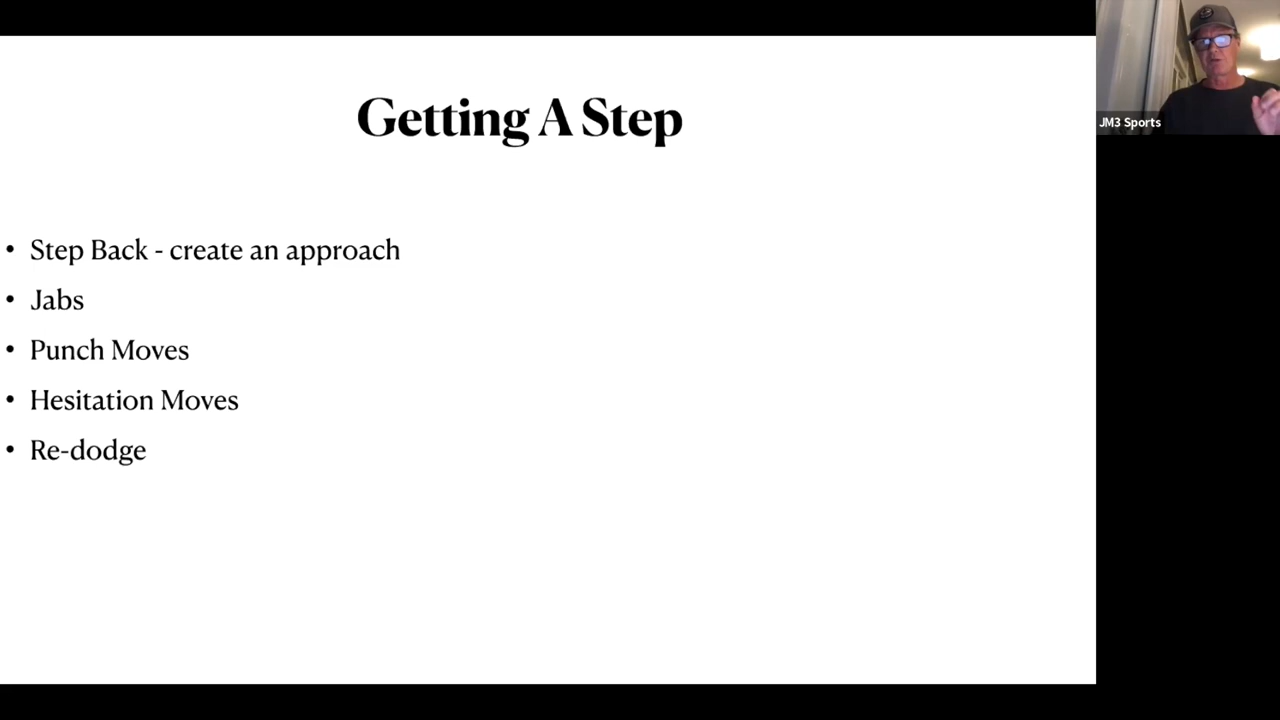 Getting A Step
• Step Back - create an approach
• Jabs
• Punch Moves
• Hesitation Moves
• Re-dodge
JM3 Sports